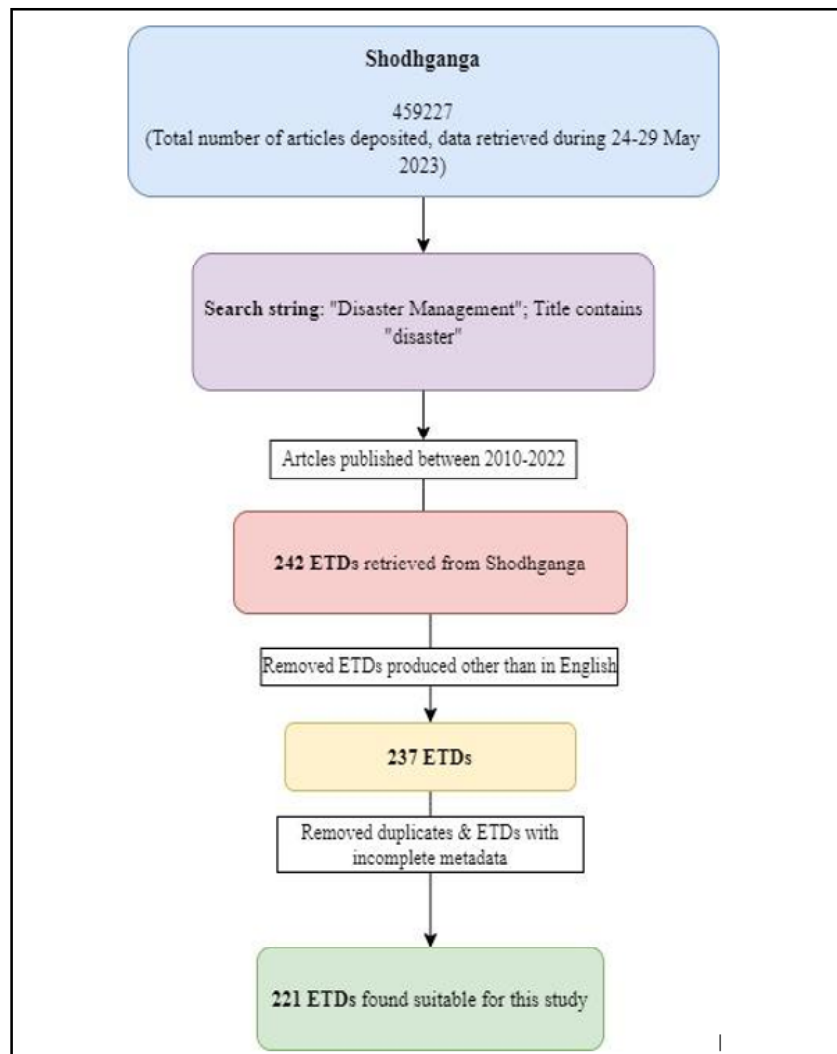 Shodhganga
459227
(Total number of articles deposited, data retrieved during 24-29 May
2023)
Search string: "Disaster Management"; Title contains
"disaster"
Artcles published between 2010-2022
242 ETDs retrieved from Shodhganga
Removed ETDs produced other than in English
237 ETDs
Removed duplicates & ETDs with
incomplete metadata
221 ETDs found suitable for this study